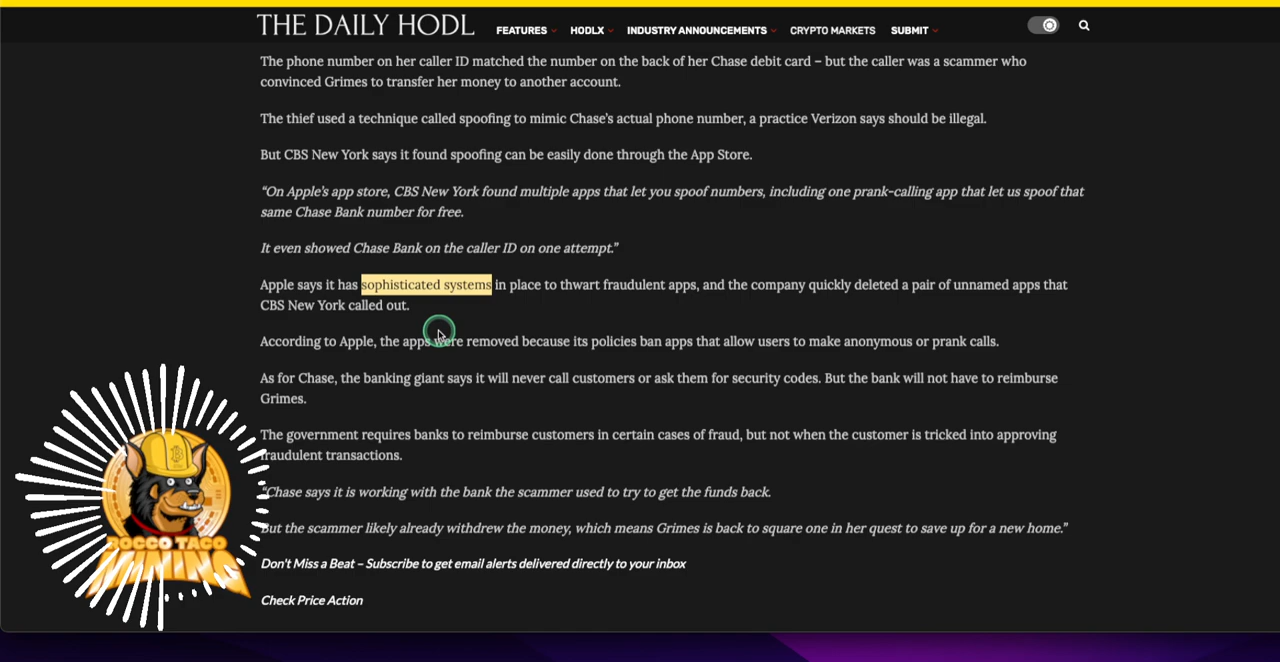 THE DAILY HODL
FEATURES HODLX INDUSTRY ANNOUNCEMENTS CRYPTO MARKETS SUBMIT
The phone number on her caller ID matched the number on the back of her Chase debit card – but the caller was a scammer who
convinced Grimes to transfer her money to another account.
The thief used a technique called spoofing to mimic Chase's actual phone number, a practice Verizon says should be illegal.
But CBS New York says it found spoofing can be easily done through the App Store.
“On Apple's app store, CBS New York found multiple apps that let you spoof numbers, including one prank-calling app that let us spoof that
same Chase Bank number for free.
It even showed Chase Bank on the caller ID on one attempt.”
Apple says it has sophisticated systems in place to thwart fraudulent apps, and the company quickly deleted a pair of unnamed apps that
CBS New York called out.
According to Apple, the apps were removed because its policies ban apps that allow users to make anonymous or prank calls.
As for Chase, the banking giant says it will never call customers or ask them for security codes. But the bank will not have to reimburse
Grimes.
The government requires banks to reimburse customers in certain cases of fraud, but not when the customer is tricked into approving
fraudulent transactions.
“Chase says it is working with the bank the scammer used to try to get the funds back.
But the scammer likely already withdrew the money, which means Grimes is back to square one in her quest to save up for a new home.”
Don't Miss a Beat – Subscribe to get email alerts delivered directly to your inbox
Check Price Action
ROCCO TACO
MINING